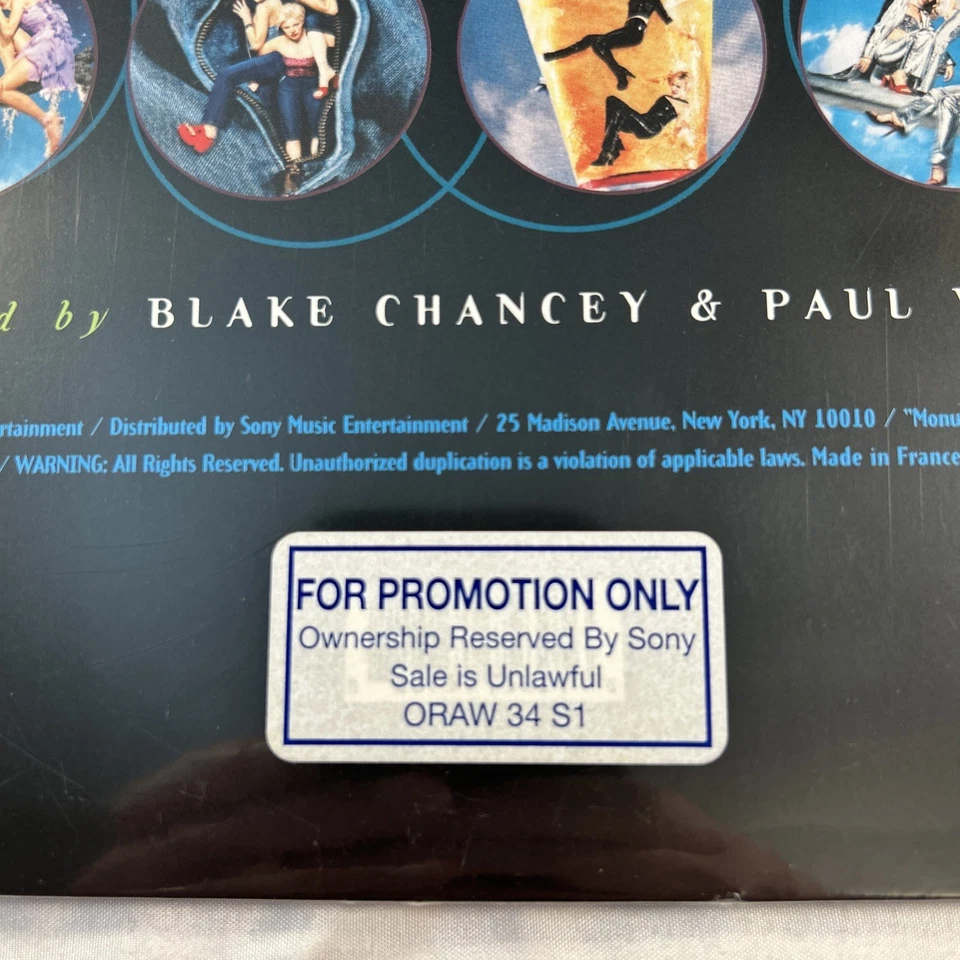 d by BLAKE CHANCEY & PAUL
rtainment / Distributed by Sony Music Entertainment / 25 Madison Avenue, New York, NY 10010 / "Monu
/ WARNING: All Rights Reserved. Unauthorized duplication is a violation of applicable laws. Made in France
FOR PROMOTION ONLY
Ownership Reserved By Sony
Sale is Unlawful
ORAW 34 S1